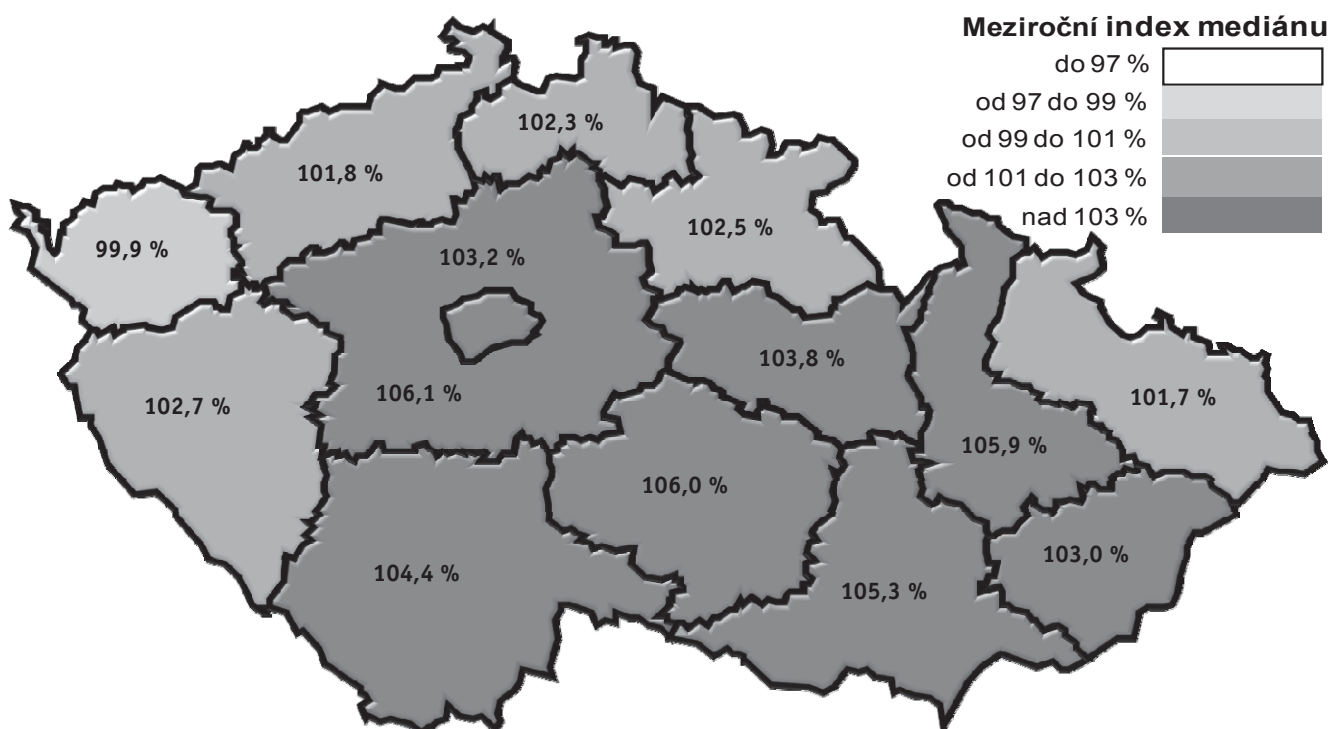 Meziroční index mediánu
do 97 %
od 97 do 99 %
od 99 do 101 %
od 101 do 103 %
nad 103 %
102,3 %
101,8 %
102,5 %
99,9 %
103,2 %
103,8 %
106,1 %
102,7 %
101,7 %
105,9 %
106,0 %
103,0 %
104,4 %
105,3 %